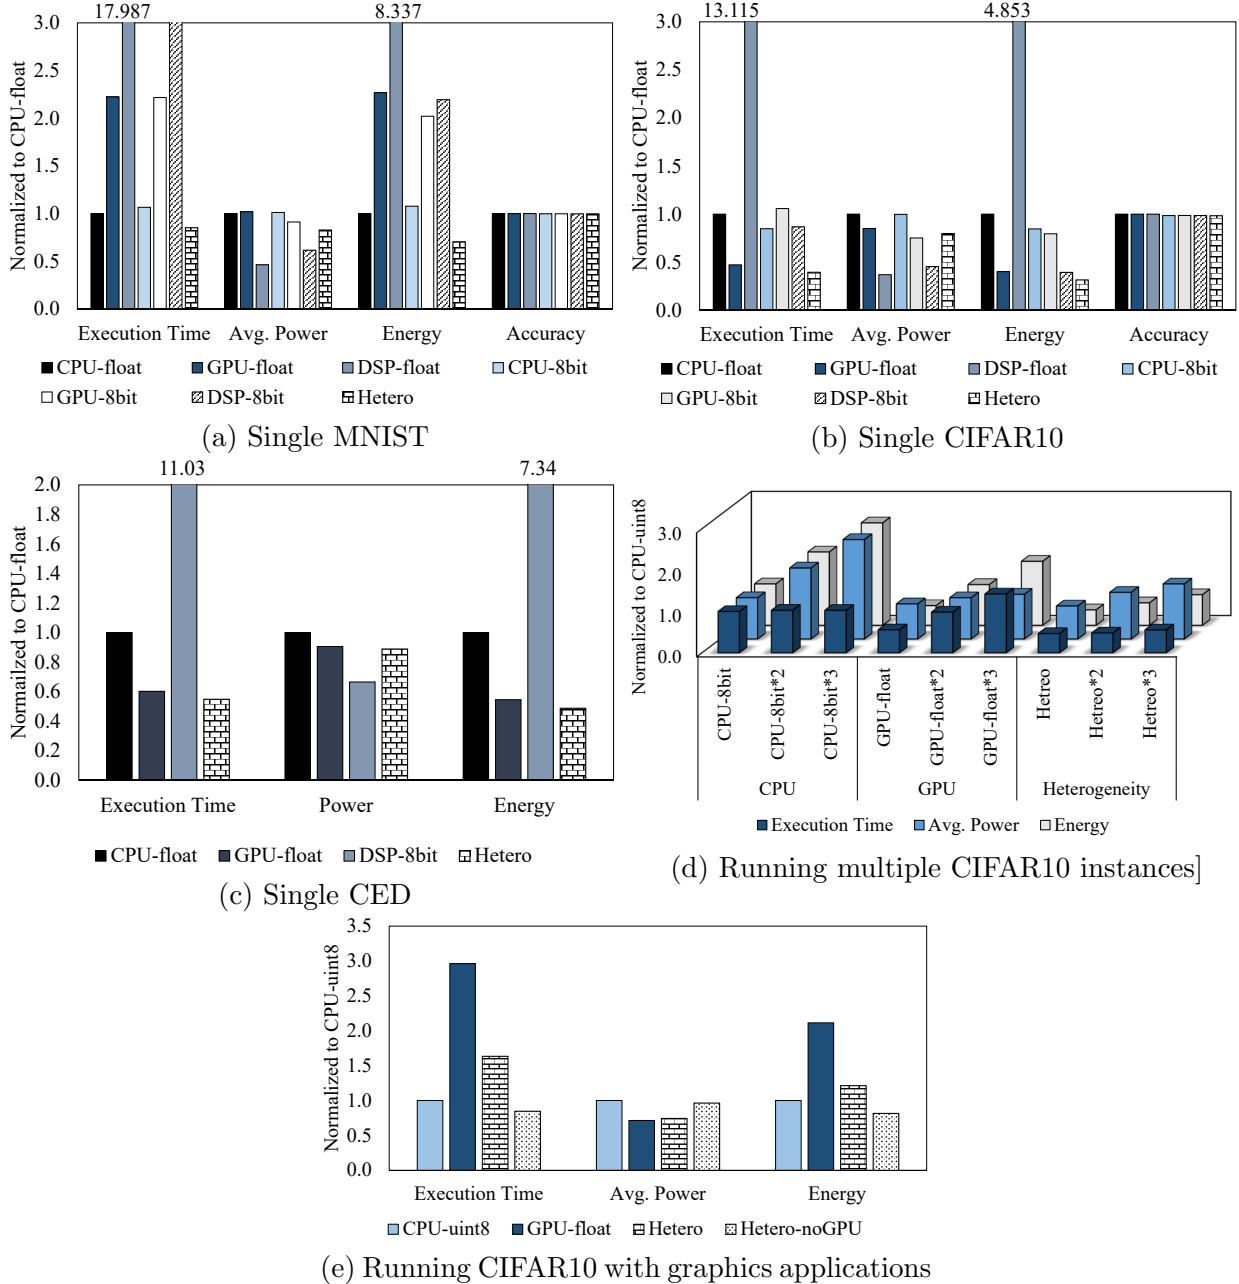 17.987
8.337
Normalized to CPU-float
3.0
2.5
2.0
1.5
1.0
0.5
0.0
Execution Time Avg. Power Energy Accuracy
CPU-float GPU-float DSP-float CPU-8bit
GPU-8bit DSP-8bit Hetero
(a) Single MNIST
13.115
4.853
Normalized to CPU-float
3.0
2.5
2.0
1.5
1.0
0.5
0.0
Execution Time Avg. Power Energy Accuracy
CPU-float GPU-float DSP-float CPU-8bit
GPU-8bit DSP-8bit Hetero
(b) Single CIFAR10
11.03
7.34
Normailzed to CPU-float
2.0
1.8
1.6
1.4
1.2
1.0
0.8
0.6
0.4
0.2
0.0
Execution Time Power Energy
CPU-float GPU-float DSP-8bit Hetero
(c) Single CED
Normalized to CPU-uint8
3.0
2.0
1.0
0.0
CPU-8bit
CPU-8bit*2
CPU-8bit*3
GPU-float
GPU-float*2
GPU-float*3
Hetreo
Hetreo*2
Hetreo*3
CPU GPU Heterogeneity
Execution Time Avg. Power Energy
(d) Running multiple CIFAR10 instances]
Normalized to CPU-uint8
3.5
3.0
2.5
2.0
1.5
1.0
0.5
0.0
Execution Time Avg. Power Energy
CPU-uint8 GPU-float Hetero Hetero-noGPU
(e) Running CIFAR10 with graphics applications